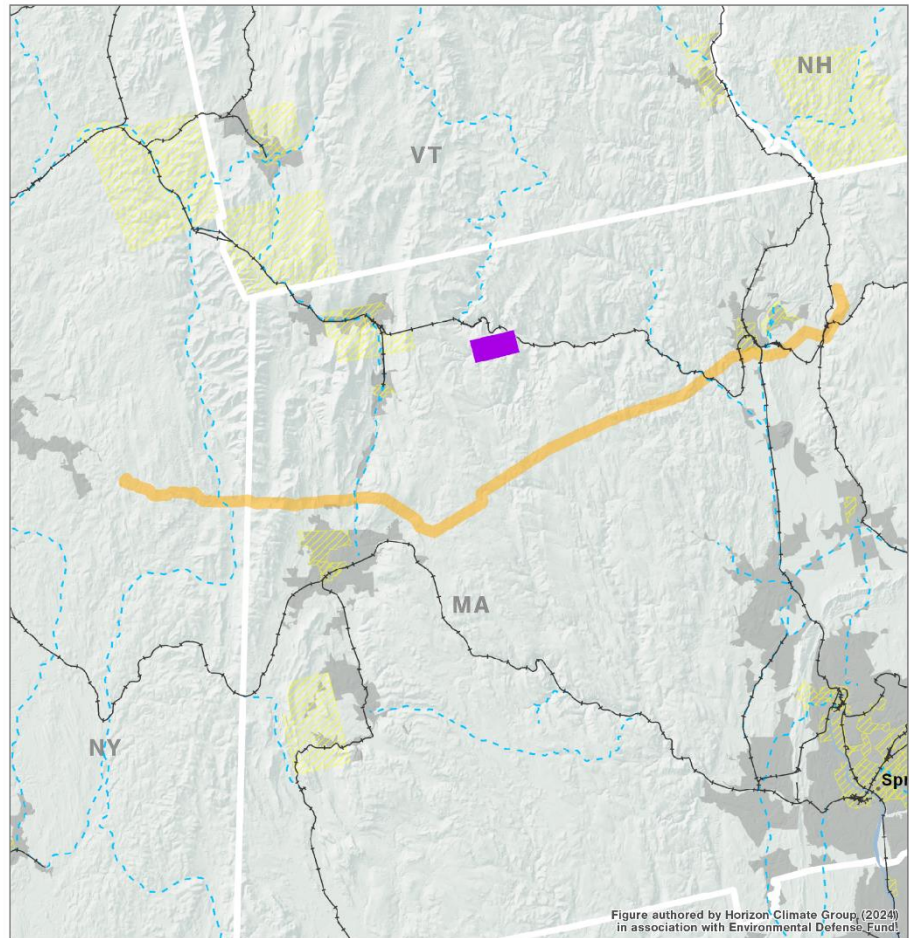 NH
VT
MA
NY
Spr
Figure authored by Horizon Climate Group (2024)
in association with Environmental Defense Fund.